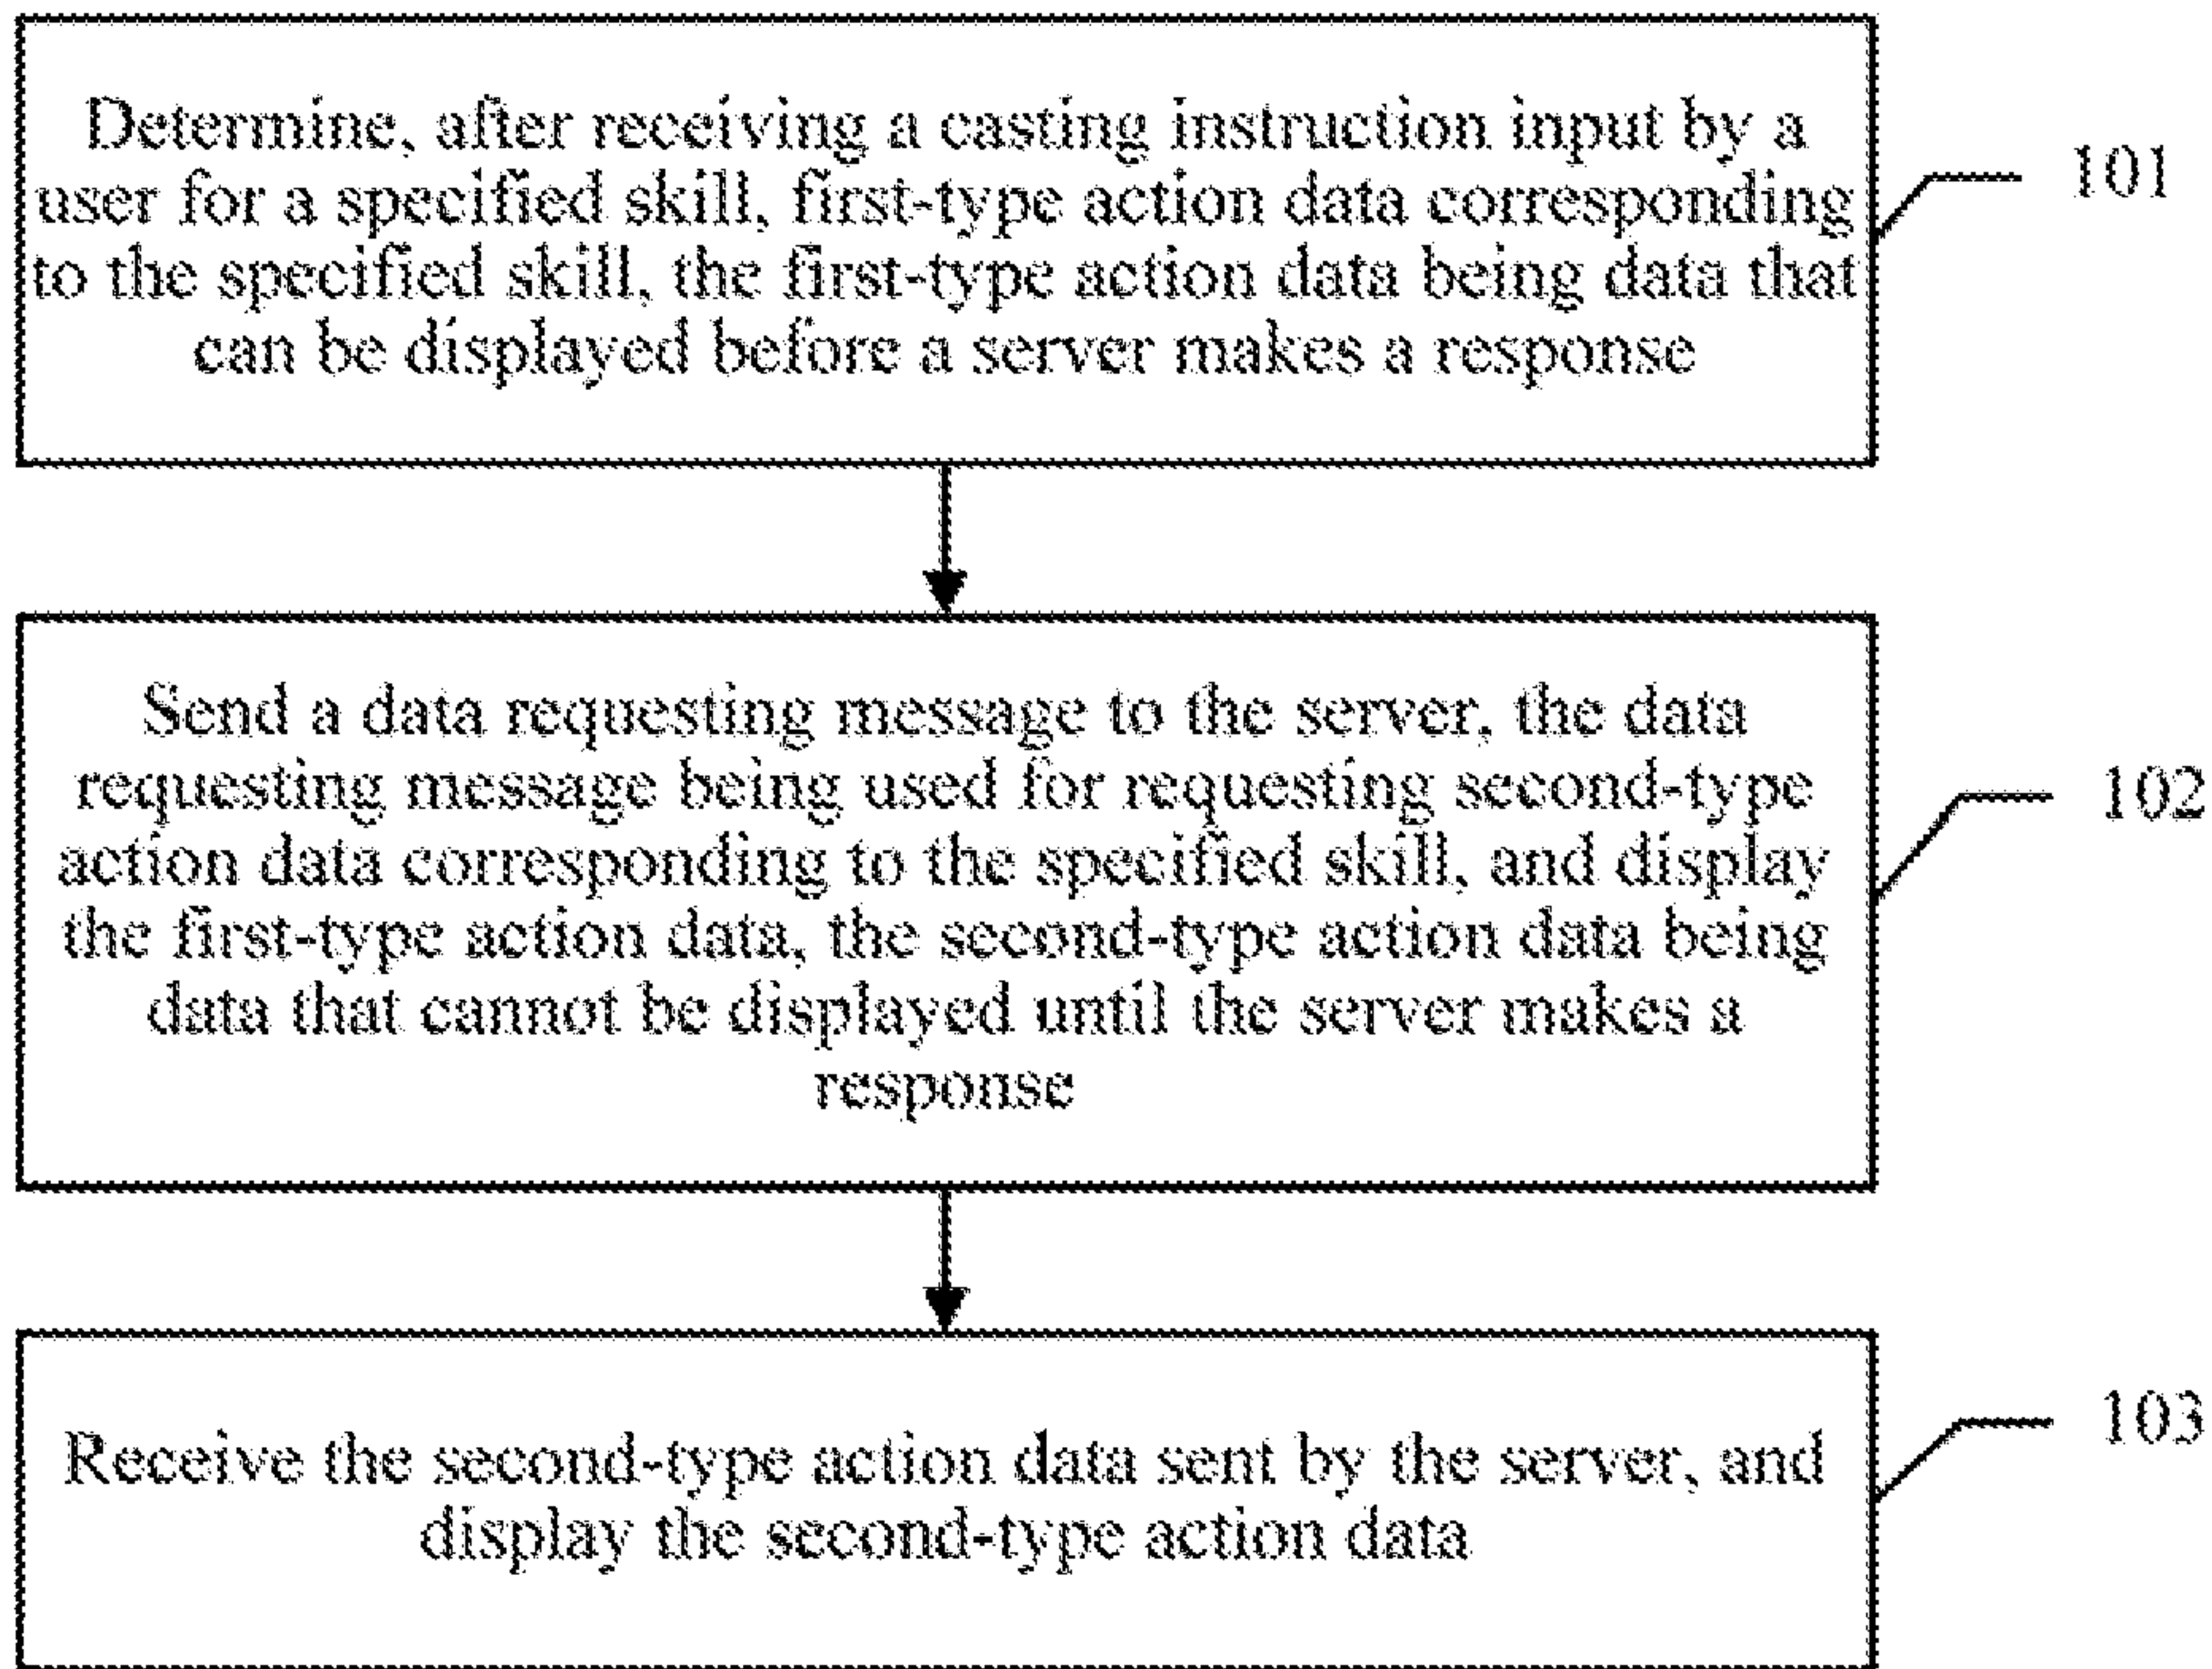 Determine, after receiving a casting instruction input by a
user for a specified skill, first-type action data corresponding
to the specified skill, the first-type action data being data that
can be displayed before a server makes a response
101
Send a data requesting message to the server, the data
requesting message being used for requesting second-type
action data corresponding to the specified skill, and display
the first-type action data, the second-type action data being
data that cannot be displayed until the server makes a
response
102
Receive the second-type action data sent by the server, and
display the second-type action data
103